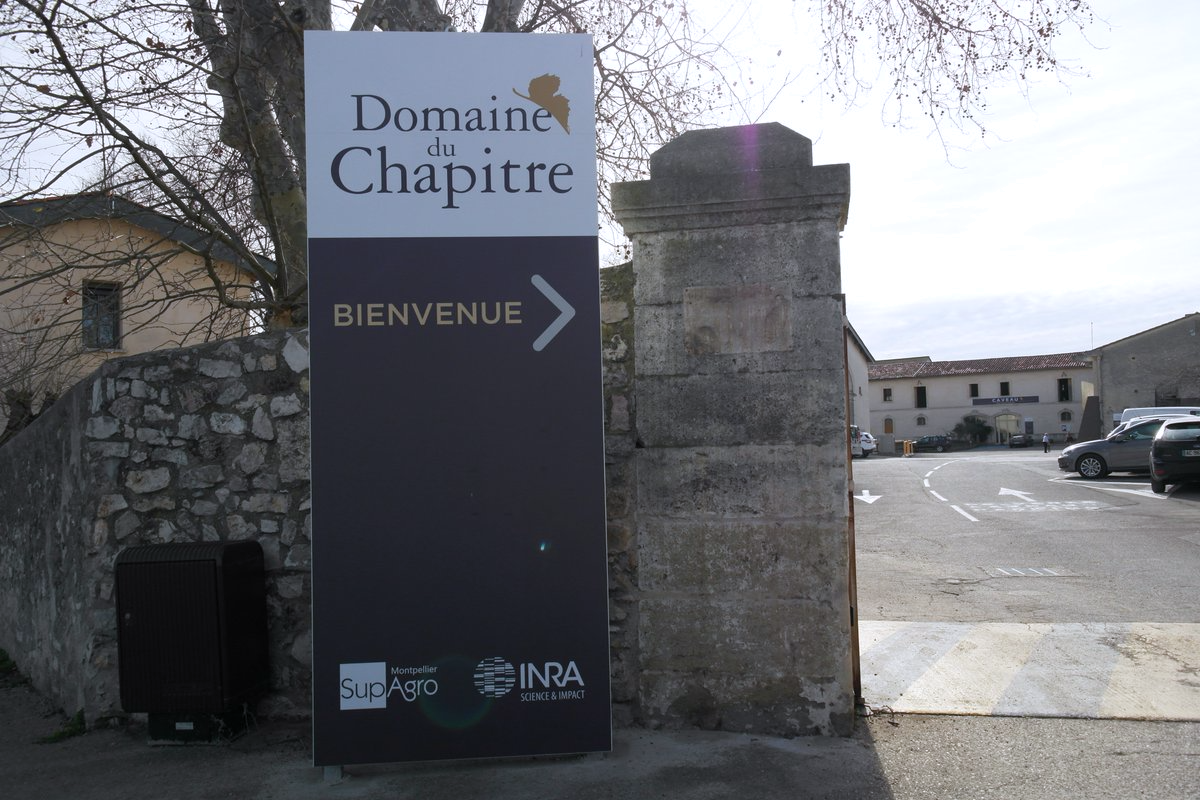 Domaine
du
Chapitre
BIENVENUE
Montpellier
SupAgro
INRA
SCIENCE & IMPACT
CAVEAU